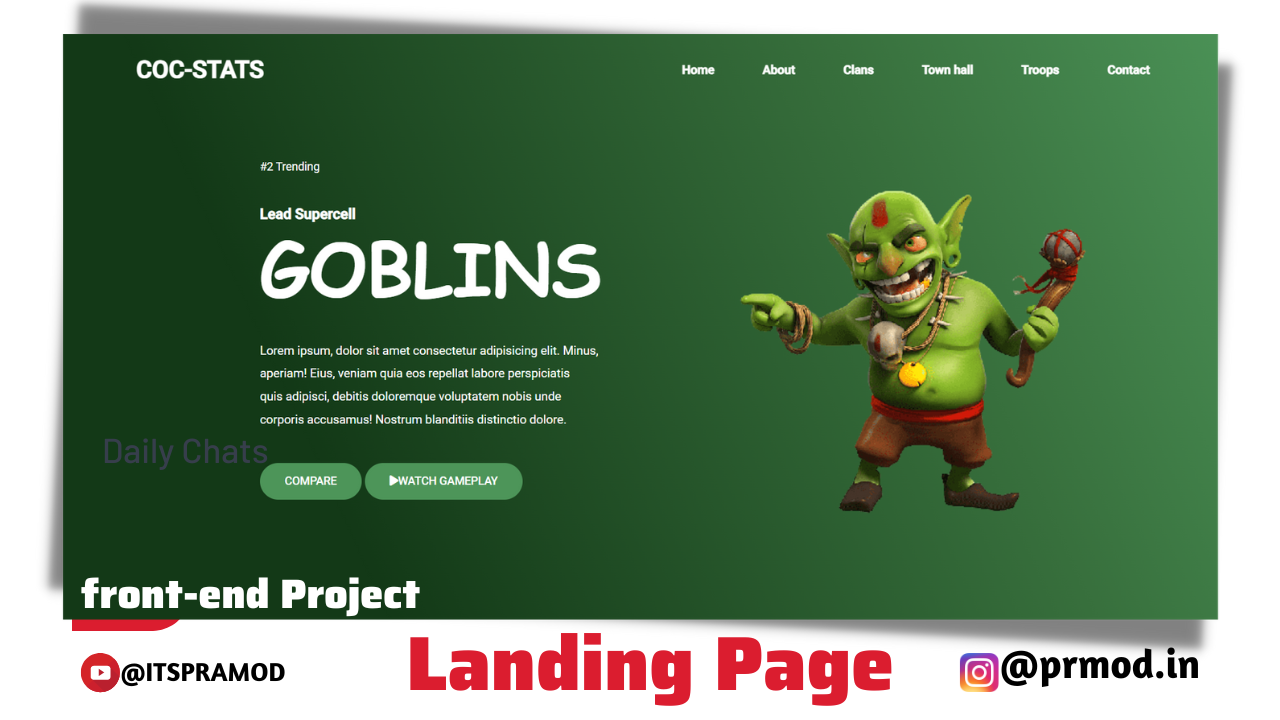 COC-STATS
Home About Clans Town hall Troops Contact
#2 Trending
Lead Supercell
GOBLINS
Lorem ipsum, dolor sit amet consectetur adipisicing elit. Minus,
aperiam! Eius, veniam quia eos repellat labore perspiciatis
quis adipisci, debitis doloremque voluptatem nobis unde
corporis accusamus! Nostrum blanditiis distinctio dolore.
Daily Chats
COMPARE WATCH GAMEPLAY
front-end Project
Landing Page
@ITSPRAMOD
@prmod.in